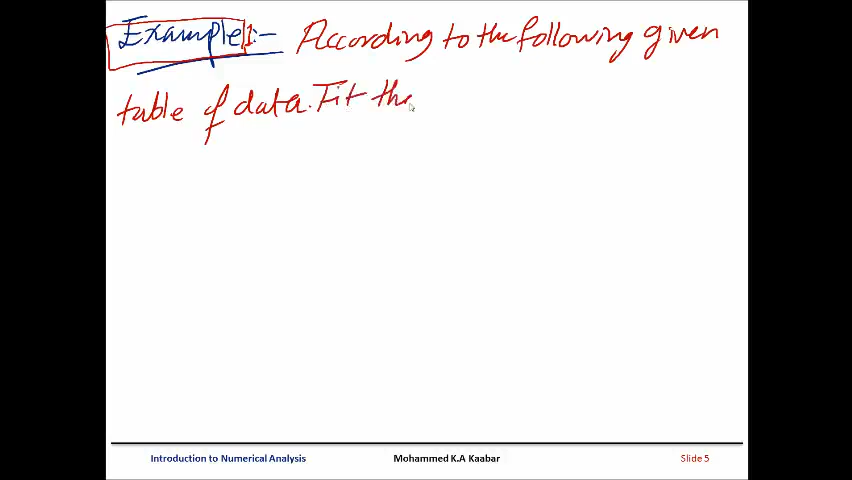 Example 1:- According to the following given
table of data. Fit the
Introduction to Numerical Analysis Mohammed K.A Kaabar Slide 5